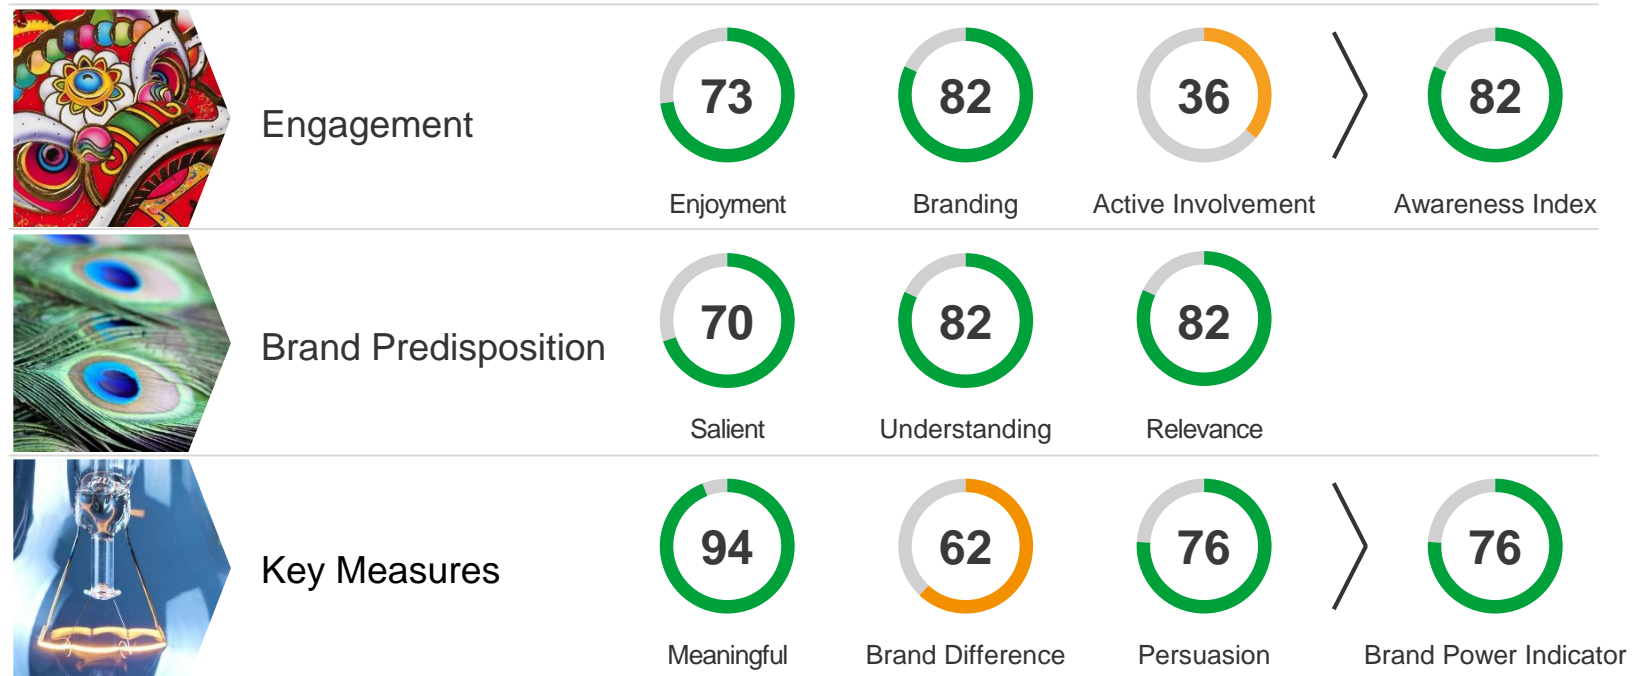 73 82 36 82
Engagement
Enjoyment Branding Active Involvement Awareness Index
70 82 82
Brand Predisposition
Salient Understanding Relevance
94 62 76 76
Key Measures
Meaningful Brand Difference Persuasion Brand Power Indicator